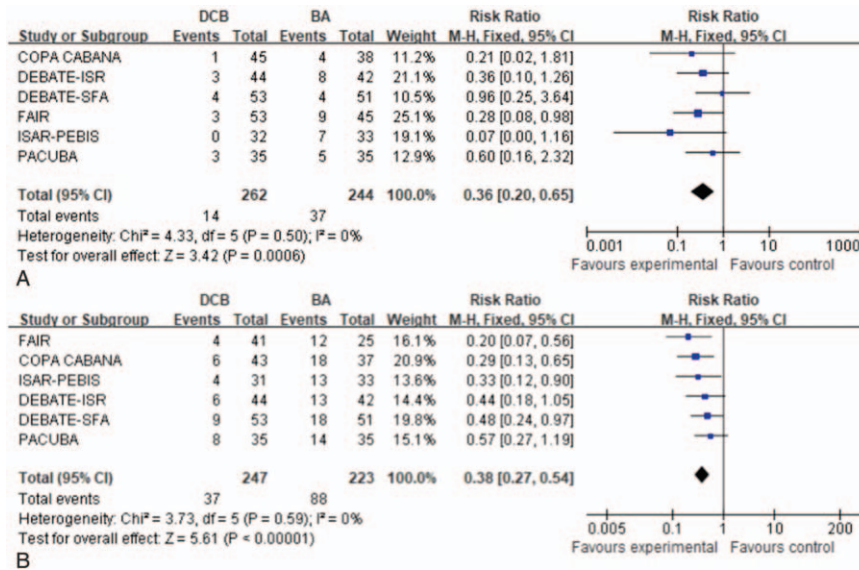 DCB BA Risk Ratio Risk Ratio
Study or Subgroup Events Total Events Total Weight M-H, Fixed, 95% CI M-H, Fixed, 95% CI
COPA CABANA 1 45 4 38 11.2% 0.21 [0.02, 1.81]
DEBATE-ISR 3 44 8 42 21.1% 0.36 [0.10, 1.26]
DEBATE-SFA 4 53 4 51 10.5% 0.96 [0.25, 3.64]
FAIR 3 53 9 45 25.1% 0.28 [0.08, 0.98]
ISAR-PEBIS 0 32 7 33 19.1% 0.07 [0.00, 1.16]
PACUBA 3 35 5 35 12.9% 0.60 [0.16, 2.32]
Total (95% CI) 262 244 100.0% 0.36 [0.20, 0.65]
Total events 14 37
Heterogeneity: Chi² = 4.33, df = 5 (P = 0.50); I² = 0%
Test for overall effect: Z = 3.42 (P = 0.0006)
0.001 0.1 1 10 1000
Favours experimental Favours control
A
DCB BA Risk Ratio Risk Ratio
Study or Subgroup Events Total Events Total Weight M-H, Fixed, 95% CI M-H, Fixed, 95% CI
FAIR 4 41 12 25 16.1% 0.20 [0.07, 0.56]
COPA CABANA 6 43 18 37 20.9% 0.29 [0.13, 0.65]
ISAR-PEBIS 4 31 13 33 13.6% 0.33 [0.12, 0.90]
DEBATE-ISR 6 44 13 42 14.4% 0.44 [0.18, 1.05]
DEBATE-SFA 9 53 18 51 19.8% 0.48 [0.24, 0.97]
PACUBA 8 35 14 35 15.1% 0.57 [0.27, 1.19]
Total (95% CI) 247 223 100.0% 0.38 [0.27, 0.54]
Total events 37 88
Heterogeneity: Chi² = 3.73, df = 5 (P = 0.59); I² = 0%
Test for overall effect: Z = 5.61 (P < 0.00001)
0.005 0.1 1 10 200
Favours experimental Favours control
B